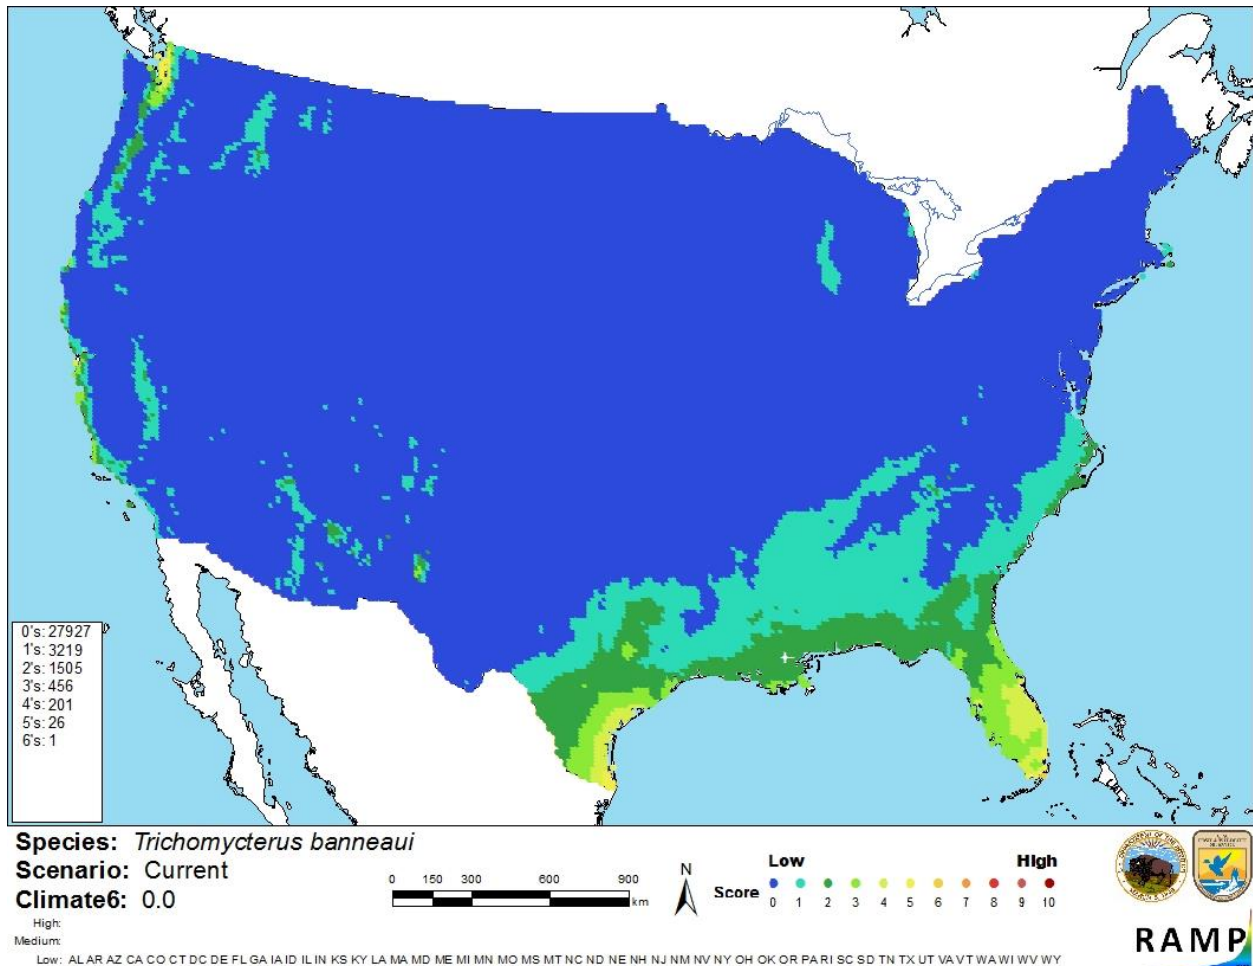 0's: 27927
1's: 3219
2's: 1505
3's: 456
4's: 201
5's: 26
6's: 1
Species: Trichomycterus banneaui
Scenario: Current
Climate6: 0.0
High:
Medium:
Low: AL AR AZ CA CO CT DC DE FL GA IA ID IL IN KS KY LA MA MD ME MI MN MO MS MT NC ND NE NH NJ NM NV NY OH OK OR PA RI SC SD TN TX UT VA VT WA WI WV WY
0 150 300 600 900
km
N
Low High
Score
0 1 2 3 4 5 6 7 8 9 10
RAMP